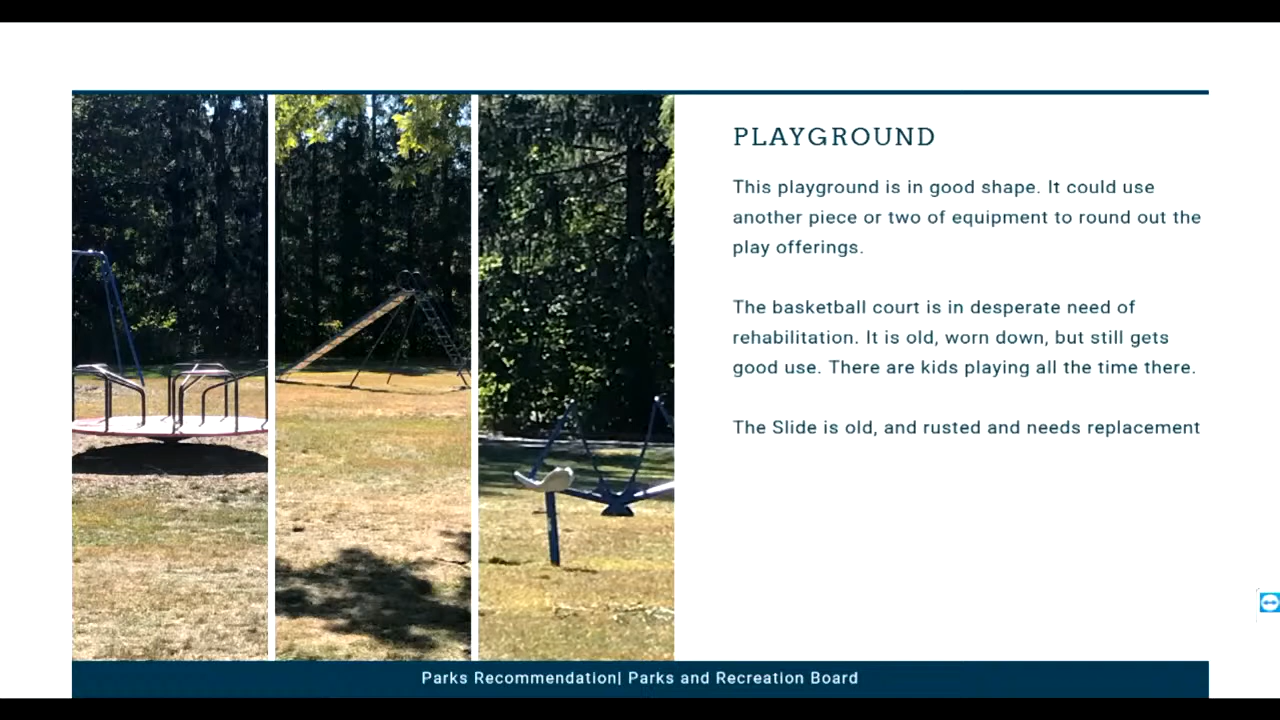 PLAYGROUND
This playground is in good shape. It could use
another piece or two of equipment to round out the
play offerings.
The basketball court is in desperate need of
rehabilitation. It is old, worn down, but still gets
good use. There are kids playing all the time there.
The Slide is old, and rusted and needs replacement
Parks Recommendation| Parks and Recreation Board